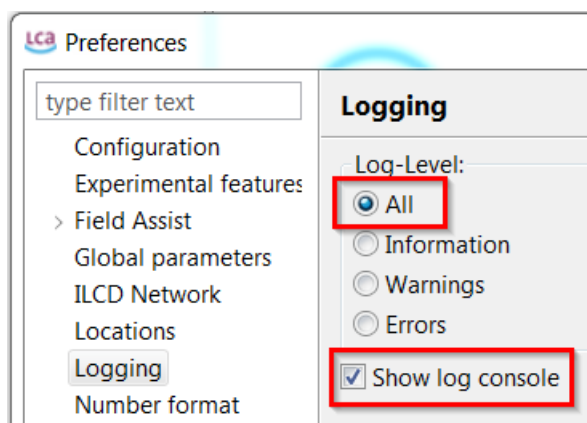 LCA Preferences
type filter text
Configuration
Experimental features
Field Assist
Global parameters
ILCD Network
Locations
Logging
Number format
Logging
Log-Level:
All
Information
Warnings
Errors
Show log console